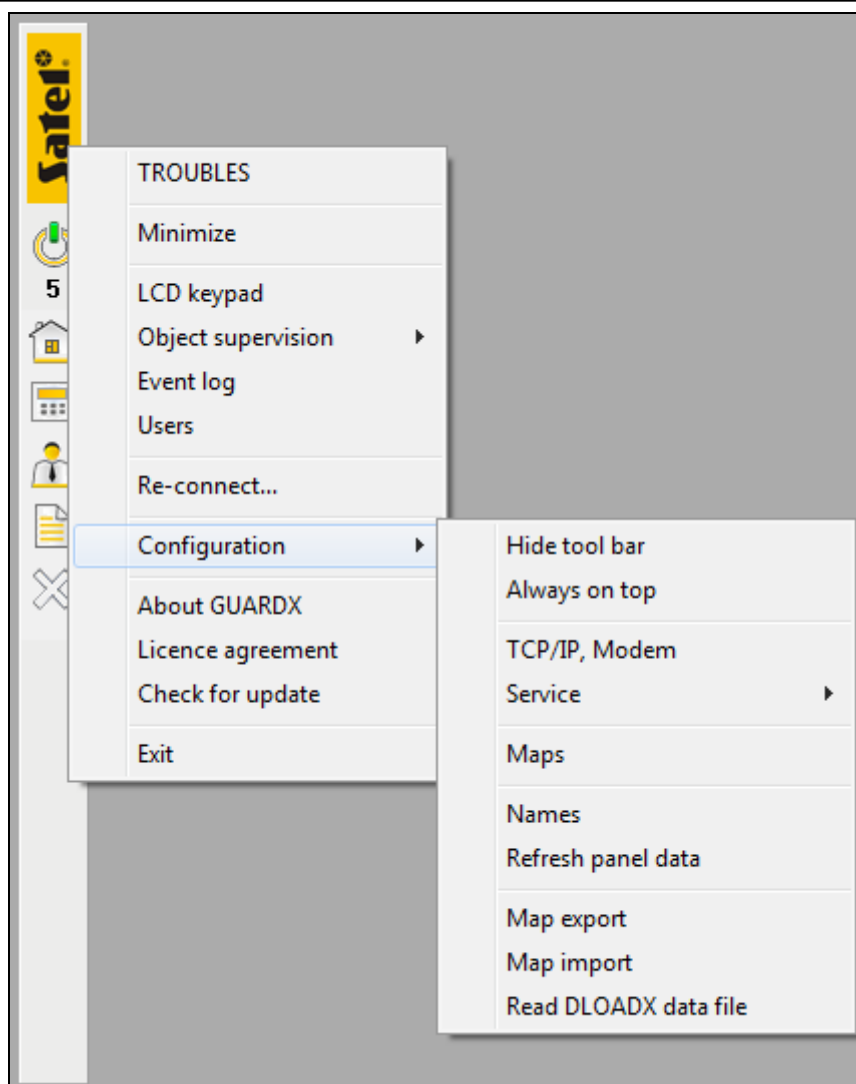 Satel®
TROUBLES
Minimize
5
LCD keypad
Object supervision
Event log
Users
Re-connect...
Configuration
About GUARDX
Licence agreement
Check for update
Exit
Hide tool bar
Always on top
TCP/IP, Modem
Service
Maps
Names
Refresh panel data
Map export
Map import
Read DLOADX data file